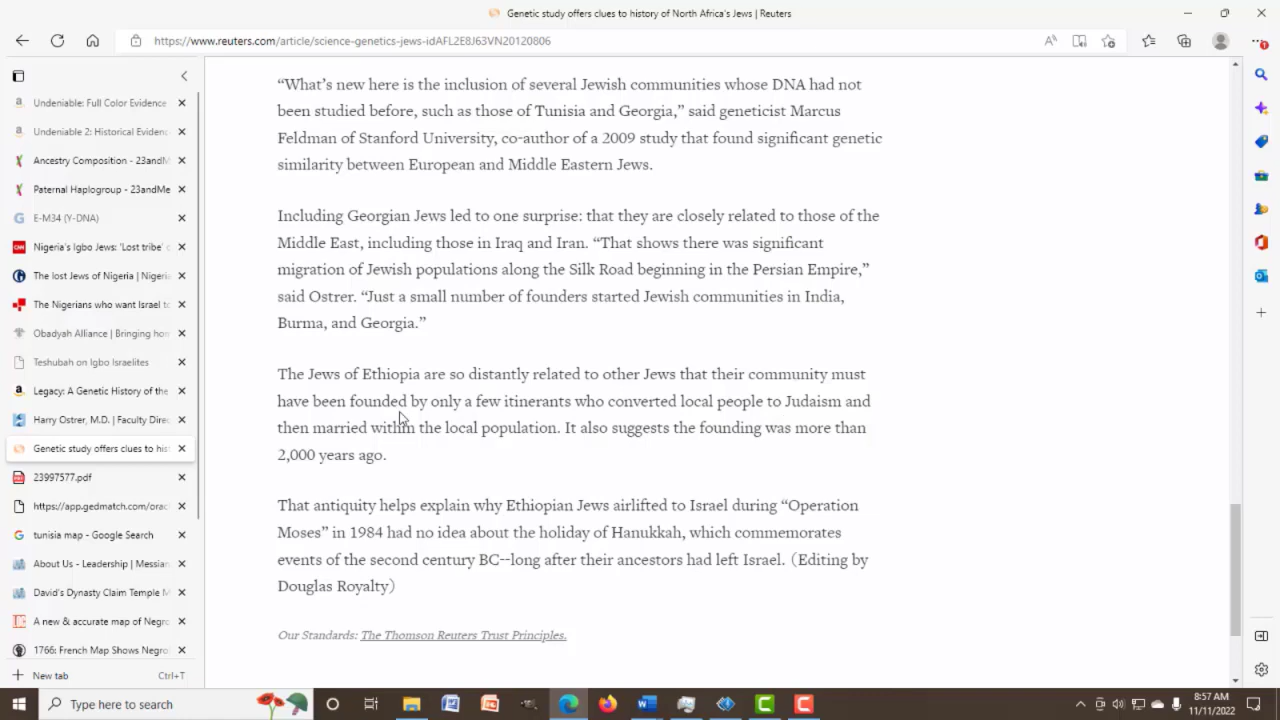 Genetic study offers clues to history of North Africa's Jews | Reuters
https://www.reuters.com/article/science-genetics-jews-idAFL2E8J63VN20120806
Undeniable: Full Color Evidence
Undeniable 2: Historical Eviden
Ancestry Composition - 23andM
Paternal Haplogroup - 23andMe
E-M34 (Y-DNA)
Nigeria's Igbo Jews: 'Lost tribe'
The lost Jews of Nigeria | Nigeri
The Nigerians who want Israel to
Obadyah Alliance | Bringing hon
Teshubah on Igbo Israelites
Legacy: A Genetic History of the
Harry Ostrer, M.D. | Faculty Direc
Genetic study offers clues to his
23997577.pdf
https://app.gedmatch.com/orac
tunisia map - Google Search
About Us - Leadership | Messian
David's Dynasty Claim Temple M
A new & accurate map of Negro
1766: French Map Shows Negro
New tab
Ctrl+T
“What’s new here is the inclusion of several Jewish communities whose DNA had not
been studied before, such as those of Tunisia and Georgia,” said geneticist Marcus
Feldman of Stanford University, co-author of a 2009 study that found significant genetic
similarity between European and Middle Eastern Jews.
Including Georgian Jews led to one surprise: that they are closely related to those of the
Middle East, including those in Iraq and Iran. “That shows there was significant
migration of Jewish populations along the Silk Road beginning in the Persian Empire,”
said Ostrer. “Just a small number of founders started Jewish communities in India,
Burma, and Georgia.”
The Jews of Ethiopia are so distantly related to other Jews that their community must
have been founded by only a few itinerants who converted local people to Judaism and
then married within the local population. It also suggests the founding was more than
2,000 years ago.
That antiquity helps explain why Ethiopian Jews airlifted to Israel during “Operation
Moses” in 1984 had no idea about the holiday of Hanukkah, which commemorates
events of the second century BC--long after their ancestors had left Israel. (Editing by
Douglas Royalty)
Our Standards: The Thomson Reuters Trust Principles.
Type here to search
8:57 AM
11/11/2022